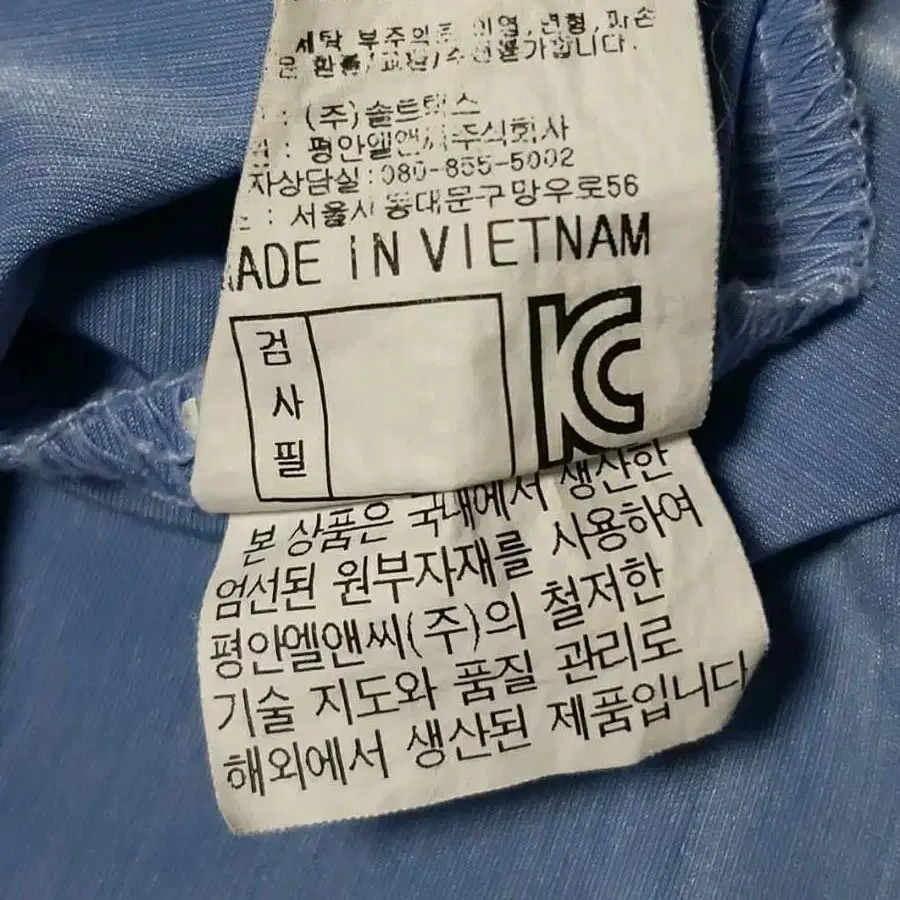 세탁 부주의로 이염,변형,파손
은 환불/교환/수선불가합니다.
: (주)솔트텍스
: 평안엘앤씨주식회사
자상담실:080-855-5002
: 서울시 동대문구망우로56
MADE IN VIETNAM
검사필
KC
본 상품은 국내에서 생산한
엄선된 원부자재를 사용하여
평안엘앤씨(주)의 철저한
기술 지도와 품질 관리로
해외에서 생산된 제품입니다